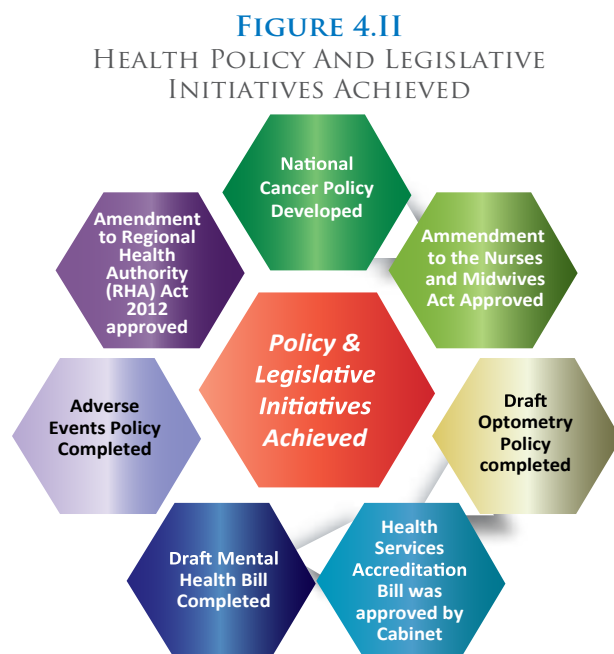 FIGURE 4.II
HEALTH POLICY AND LEGISLATIVE
INITIATIVES ACHIEVED
National
Cancer Policy
Developed
Ammendment
to the Nurses
and Midwives
Act Approved
Draft
Optometry
Policy
completed
Health
Services
Accreditation
Bill was
approved by
Cabinet
Draft Mental
Health Bill
Completed
Adverse
Events Policy
Completed
Amendment
to Regional
Health
Authority
(RHA) Act
2012
approved
Policy &
Legislative
Initiatives
Achieved